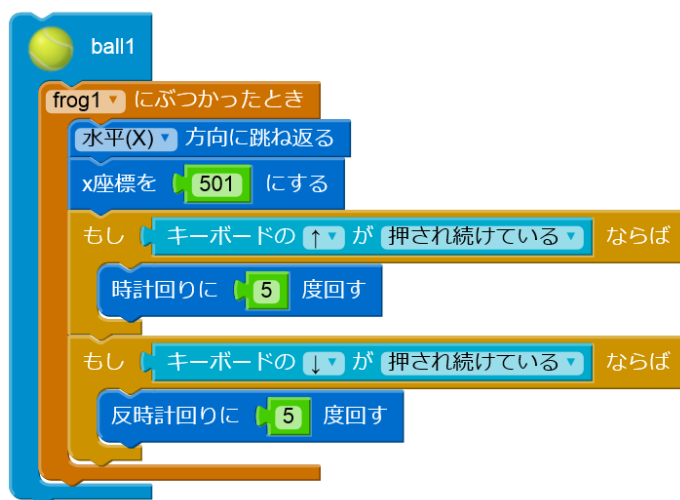 ball1
frog1 にぶつかったとき
水平(X) 方向に跳ね返る
x座標を 501 にする
もし キーボードの ↑ が 押され続けている ならば
時計回りに 5 度回す
もし キーボードの ↓ が 押され続けている ならば
反時計回りに 5 度回す